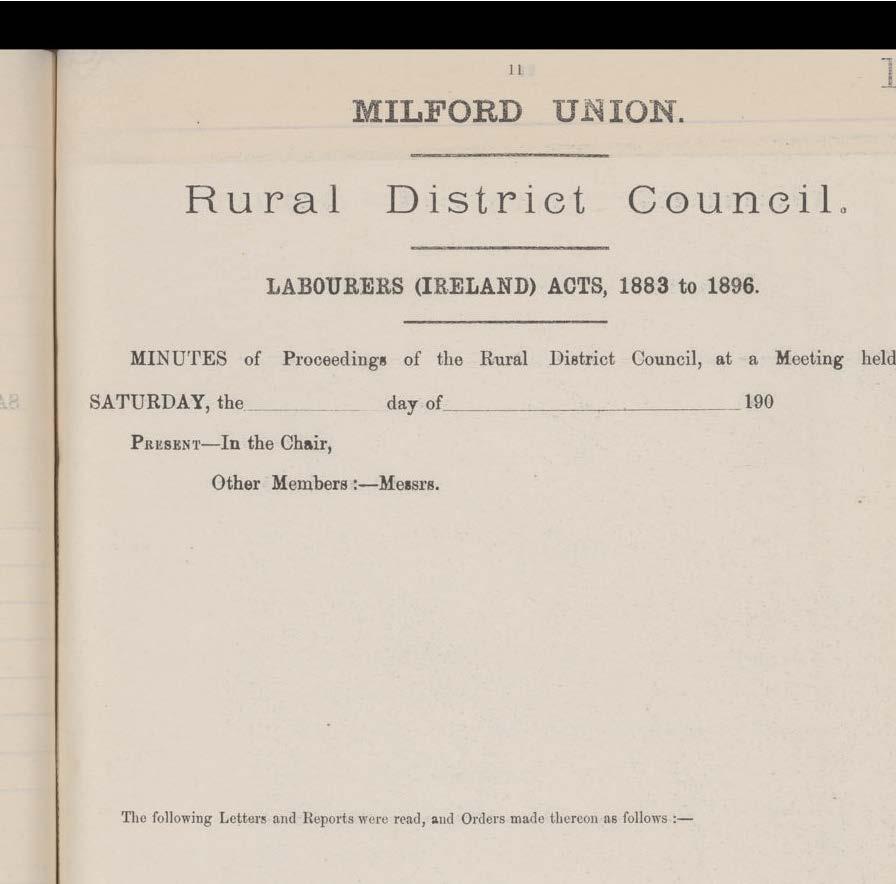 11
MILFORD UNION.
Rural District Council.
LABOURERS (IRELAND) ACTS, 1883 to 1896.
MINUTES of Proceedings of the Rural District Council, at a Meeting held
SATURDAY, the day of 190
PRESENT—In the Chair,
Other Members :—Messrs.
The following Letters and Reports were read, and Orders made thereon as follows :—